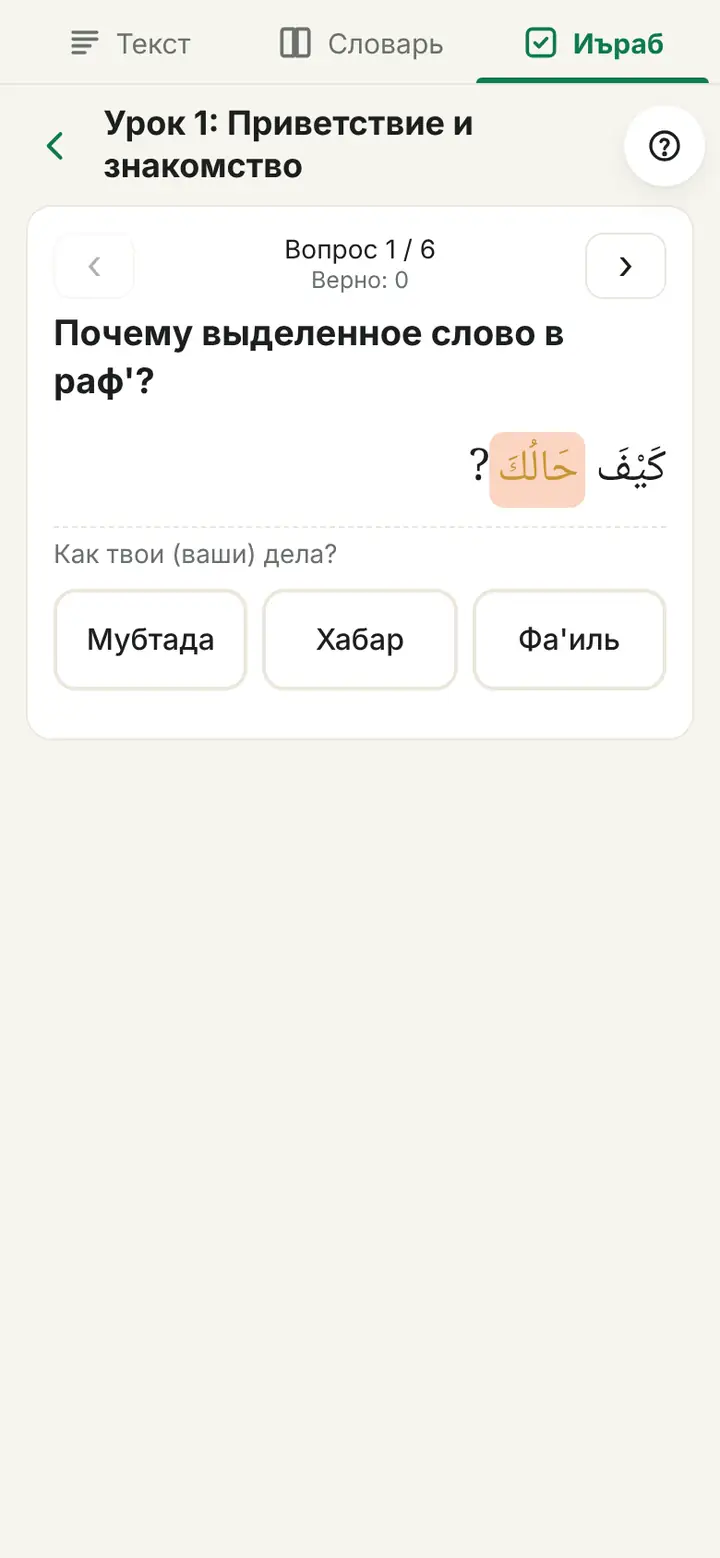 Текст Словарь Иъраб
Урок 1: Приветствие и
знакомство
Вопрос 1 / 6
Верно: 0
Почему выделенное слово в
раф'?
كَيْفَ حَالُكَ?
Как твои (ваши) дела?
Мубтада Хабар Фа'иль